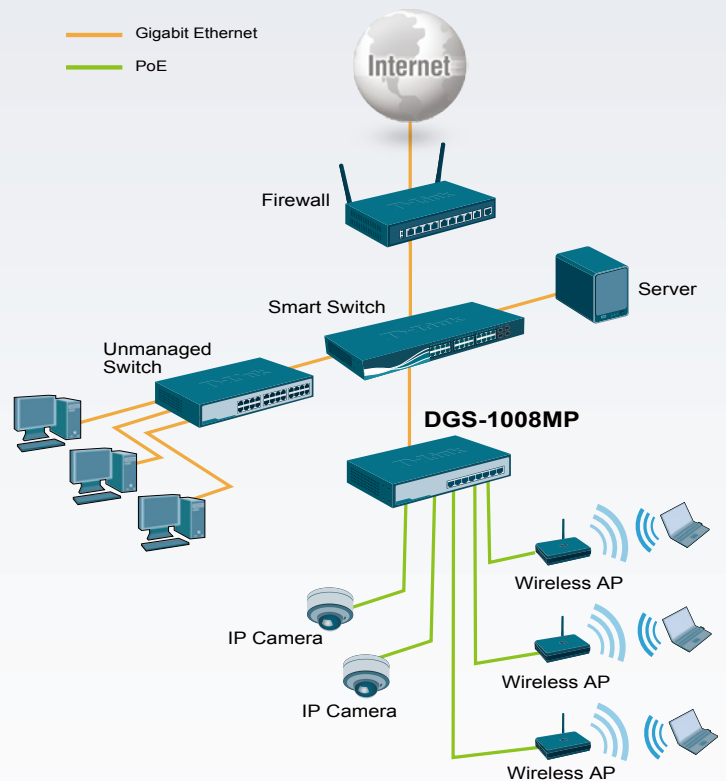 Gigabit Ethernet
PoE
Internet
Firewall
Smart Switch
Server
Unmanaged
Switch
DGS-1008MP
Wireless AP
IP Camera
Wireless AP
IP Camera
Wireless AP